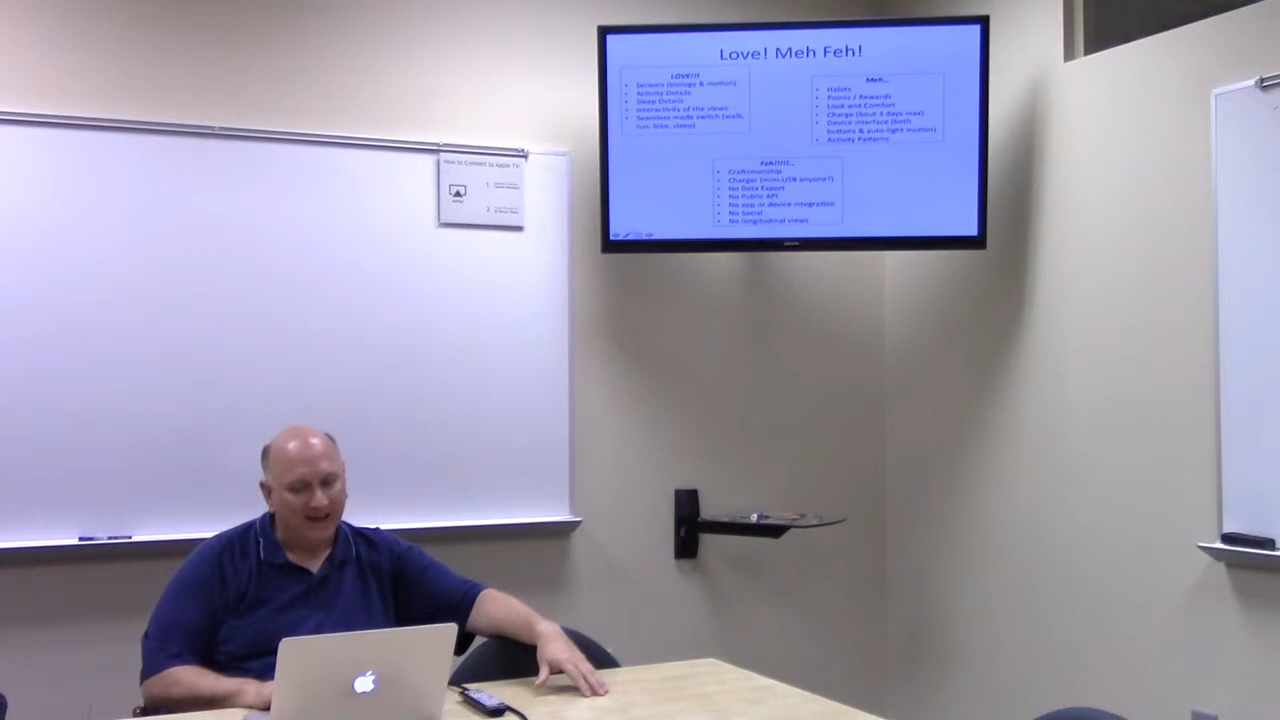 Love! Meh Feh!
LOVE!!!
• Sensors (biology & motion)
• Activity Details
• Sleep Details
• Interactivity of the views
• Seamless mode switch (walk,
run, bike, sleep)
Meh...
• Habits
• Points / Rewards
• Look and Comfort
• Charge (bout 3 days max)
• Device interface (both
buttons & auto-light motion)
• Activity Patterns
Feh!!!!!...
• Craftsmanship
• Charger (mini-USB anyone?)
• No Data Export
• No Public API
• No app or device integration
• No Social
• No longitudinal views
How to Connect to Apple TV:
1
2